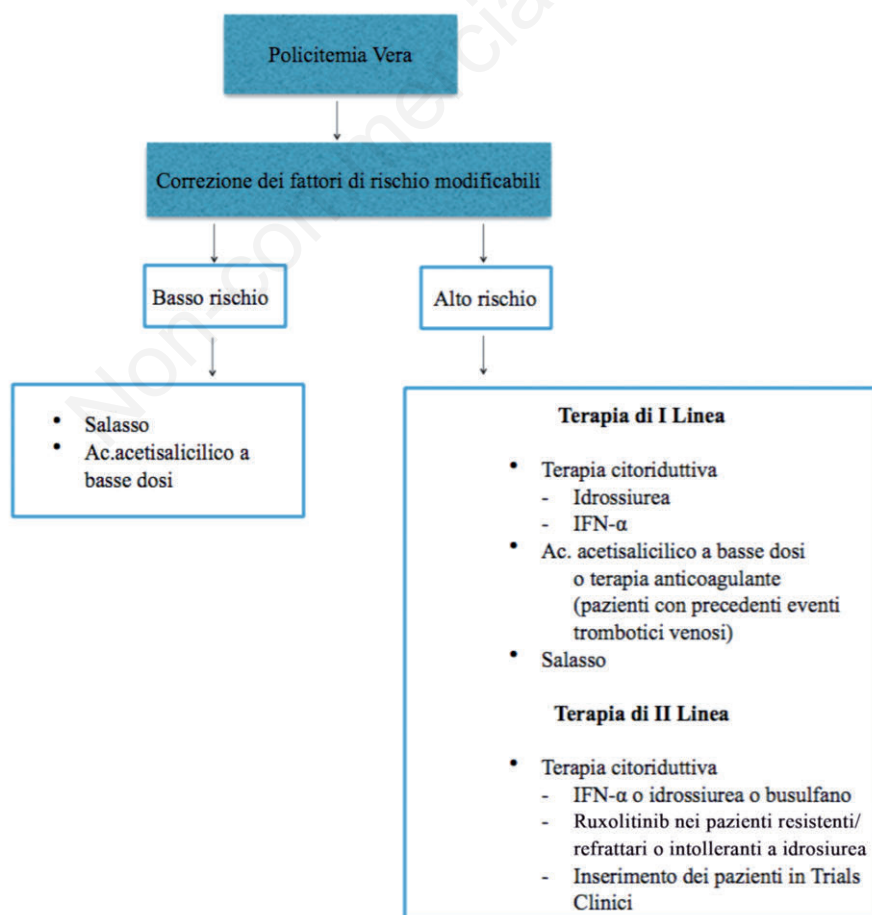 Policitemia Vera
Correzione dei fattori di rischio modificabili
Basso rischio
Alto rischio
• Salasso
• Ac.acetisalicilico a
basse dosi
Terapia di I Linea
• Terapia citoriduttiva
- Idrossiurea
- IFN-α
• Ac. acetisalicilico a basse dosi
o terapia anticoagulante
(pazienti con precedenti eventi
trombotici venosi)
• Salasso
Terapia di II Linea
• Terapia citoriduttiva
- IFN-α o idrossiurea o busulfano
- Ruxolitinib nei pazienti resistenti/
refrattari o intolleranti a idrosiurea
- Inserimento dei pazienti in Trials
Clinici
Non-commercia